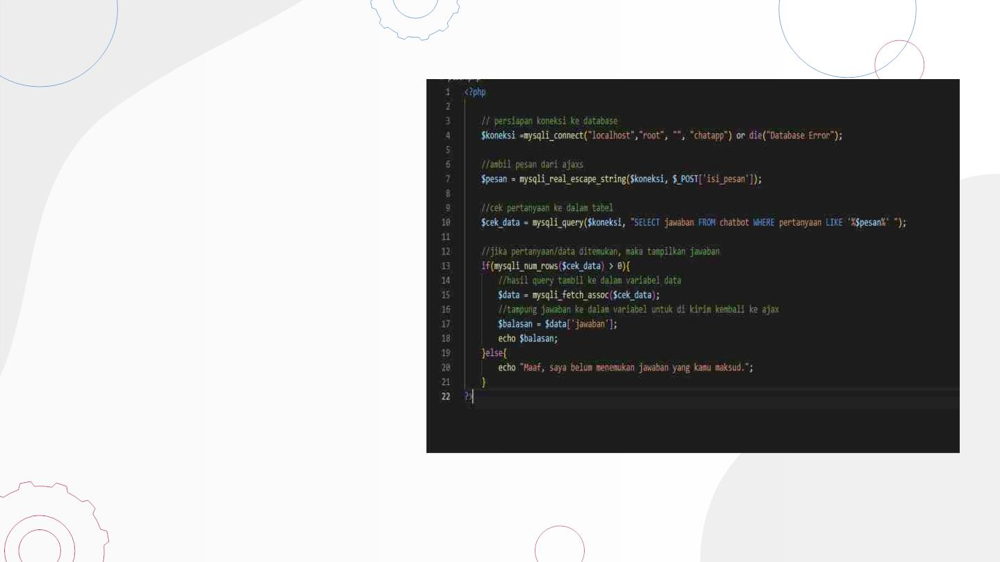 1 <?php
2
3 // persiapan koneksi ke database
4 $koneksi =mysqli_connect("localhost","root", "", "chatapp") or die("Database Error");
5
6 //ambil pesan dari ajaxs
7 $pesan = mysqli_real_escape_string($koneksi, $_POST['isi_pesan']);
8
9 //cek pertanyaan ke dalam tabel
10 $cek_data = mysqli_query($koneksi, "SELECT jawaban FROM chatbot WHERE pertanyaan LIKE '%$pesan%' ");
11
12 //jika pertanyaan/data ditemukan, maka tampilkan jawaban
13 if(mysqli_num_rows($cek_data) > 0){
14 //hasil query tambil ke dalam variabel data
15 $data = mysqli_fetch_assoc($cek_data);
16 //tampung jawaban ke dalam variabel untuk di kirim kembali ke ajax
17 $balasan = $data['jawaban'];
18 echo $balasan;
19 }else{
20 echo "Maaf, saya belum menemukan jawaban yang kamu maksud.";
21 }
22 ?>